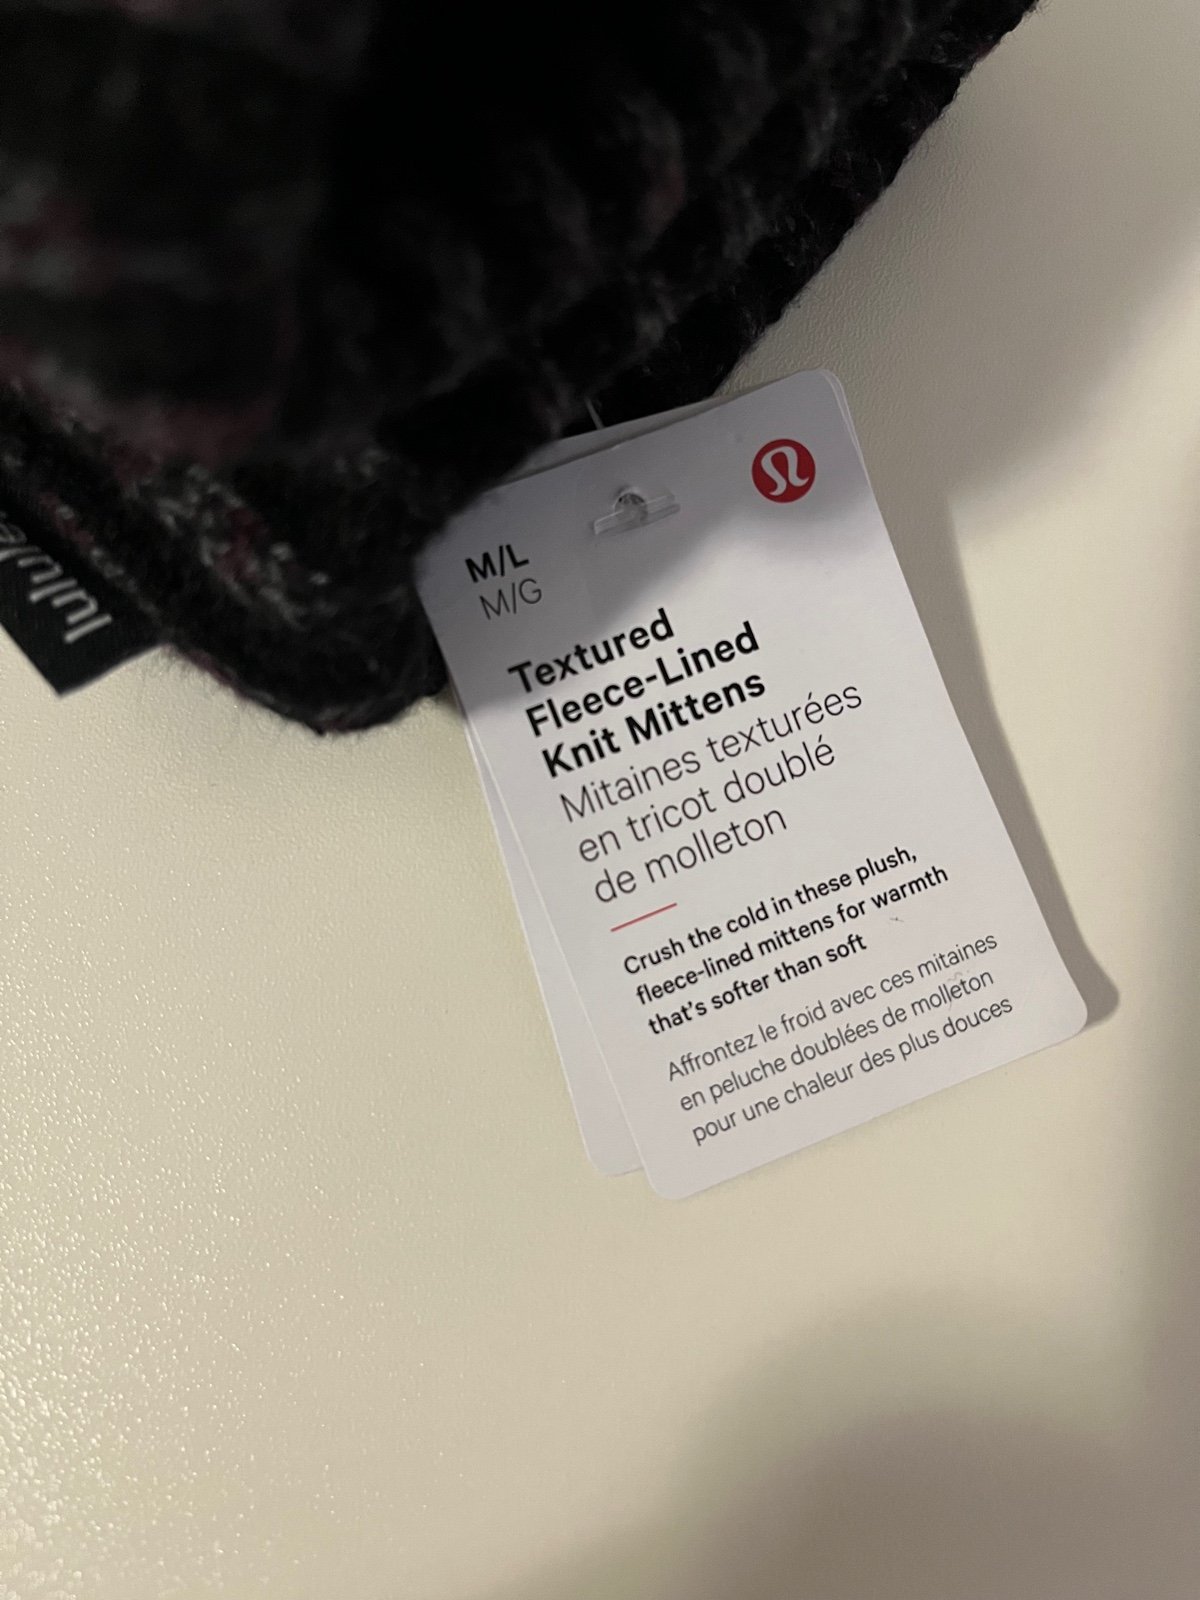 M/L
M/G
Textured
Fleece-Lined
Knit Mittens
Mitaines texturées
en tricot doublé
de molleton
Crush the cold in these plush,
fleece-lined mittens for warmth
that's softer than soft
Affrontez le froid avec ces mitaines
en peluche doublées de molleton
pour une chaleur des plus douces